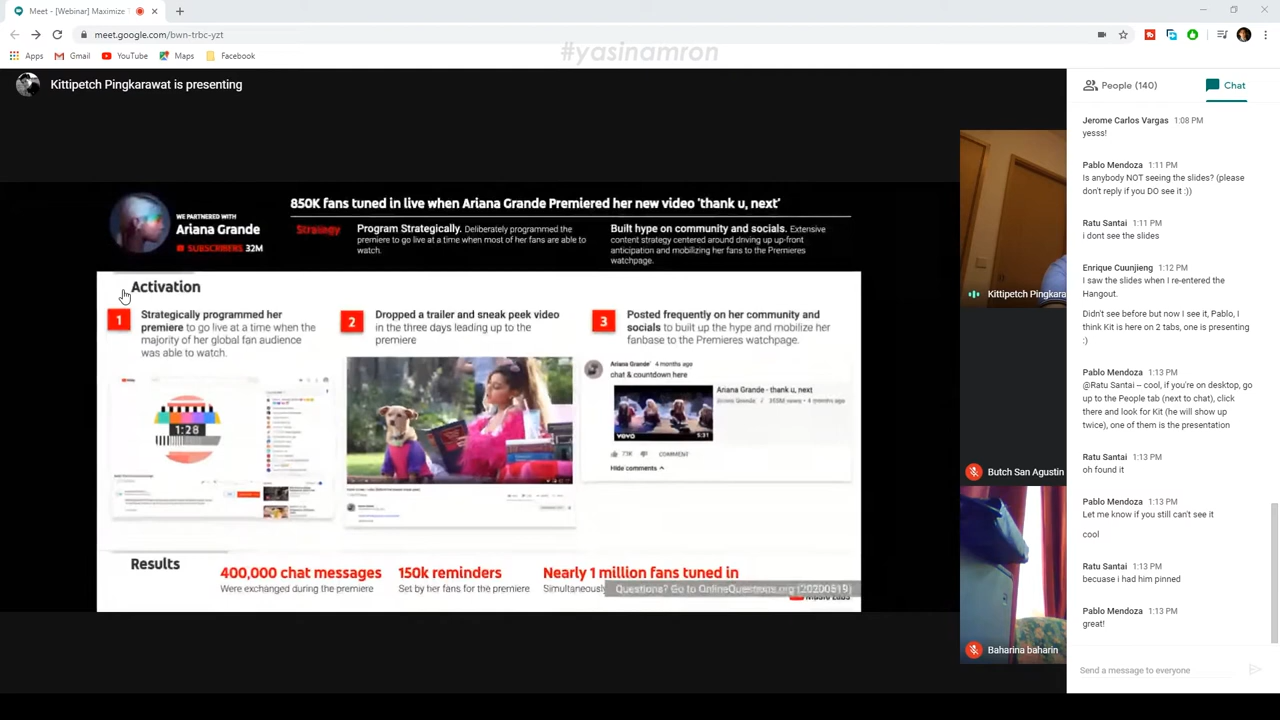 Meet - [Webinar] Maximize
meet.google.com/bwn-trbc-yzt
Apps
Gmail
YouTube
Maps
Facebook
#yasinamron
Kittipetch Pingkarawat is presenting
WE PARTNERED WITH
Ariana Grande
SUBSCRIBERS 32M
850K fans tuned in live when Ariana Grande Premiered her new video 'thank u, next'
Strategy
Program Strategically. Deliberately programmed the
premiere to go live at a time when most of her fans are able to
watch.
Built hype on community and socials. Extensive
content strategy centered around driving up up-front
anticipation and mobilizing her fans to the Premieres
watchpage.
Activation
1
Strategically programmed her
premiere to go live at a time when the
majority of her global fan audience
was able to watch.
1:28
2
Dropped a trailer and sneak peek video
in the three days leading up to the
premiere
3
Posted frequently on her community and
socials to built up the hype and mobilize her
fanbase to the Premieres watchpage.
Ariana Grande 4 months ago
chat & countdown here
Ariana Grande - thank u, next
vevo
5:31
COMMENT
Hide comments
Results
400,000 chat messages
Were exchanged during the premiere
150k reminders
Set by her fans for the premiere
Nearly 1 million fans tuned in
Simultaneously
Questions? Go to OnlineQuestions.org (20200519)
Kittipetch Pingkara
Butch San Agustin
Baharina baharin
People (140)
Chat
Jerome Carlos Vargas 1:08 PM
yesss!
Pablo Mendoza 1:11 PM
Is anybody NOT seeing the slides? (please
don't reply if you DO see it :))
Ratu Santai 1:11 PM
i dont see the slides
Enrique Cuunjieng 1:12 PM
I saw the slides when I re-entered the
Hangout.
Didn't see before but now I see it, Pablo, I
think Kit is here on 2 tabs, one is presenting
:)
Pablo Mendoza 1:13 PM
@Ratu Santai – cool, if you're on desktop, go
up to the People tab (next to chat), click
there and look for Kit (he will show up
twice), one of them is the presentation
Ratu Santai 1:13 PM
oh found it
Pablo Mendoza 1:13 PM
Let me know if you still can't see it
cool
Ratu Santai 1:13 PM
becuase i had him pinned
Pablo Mendoza 1:13 PM
great!
Send a message to everyone